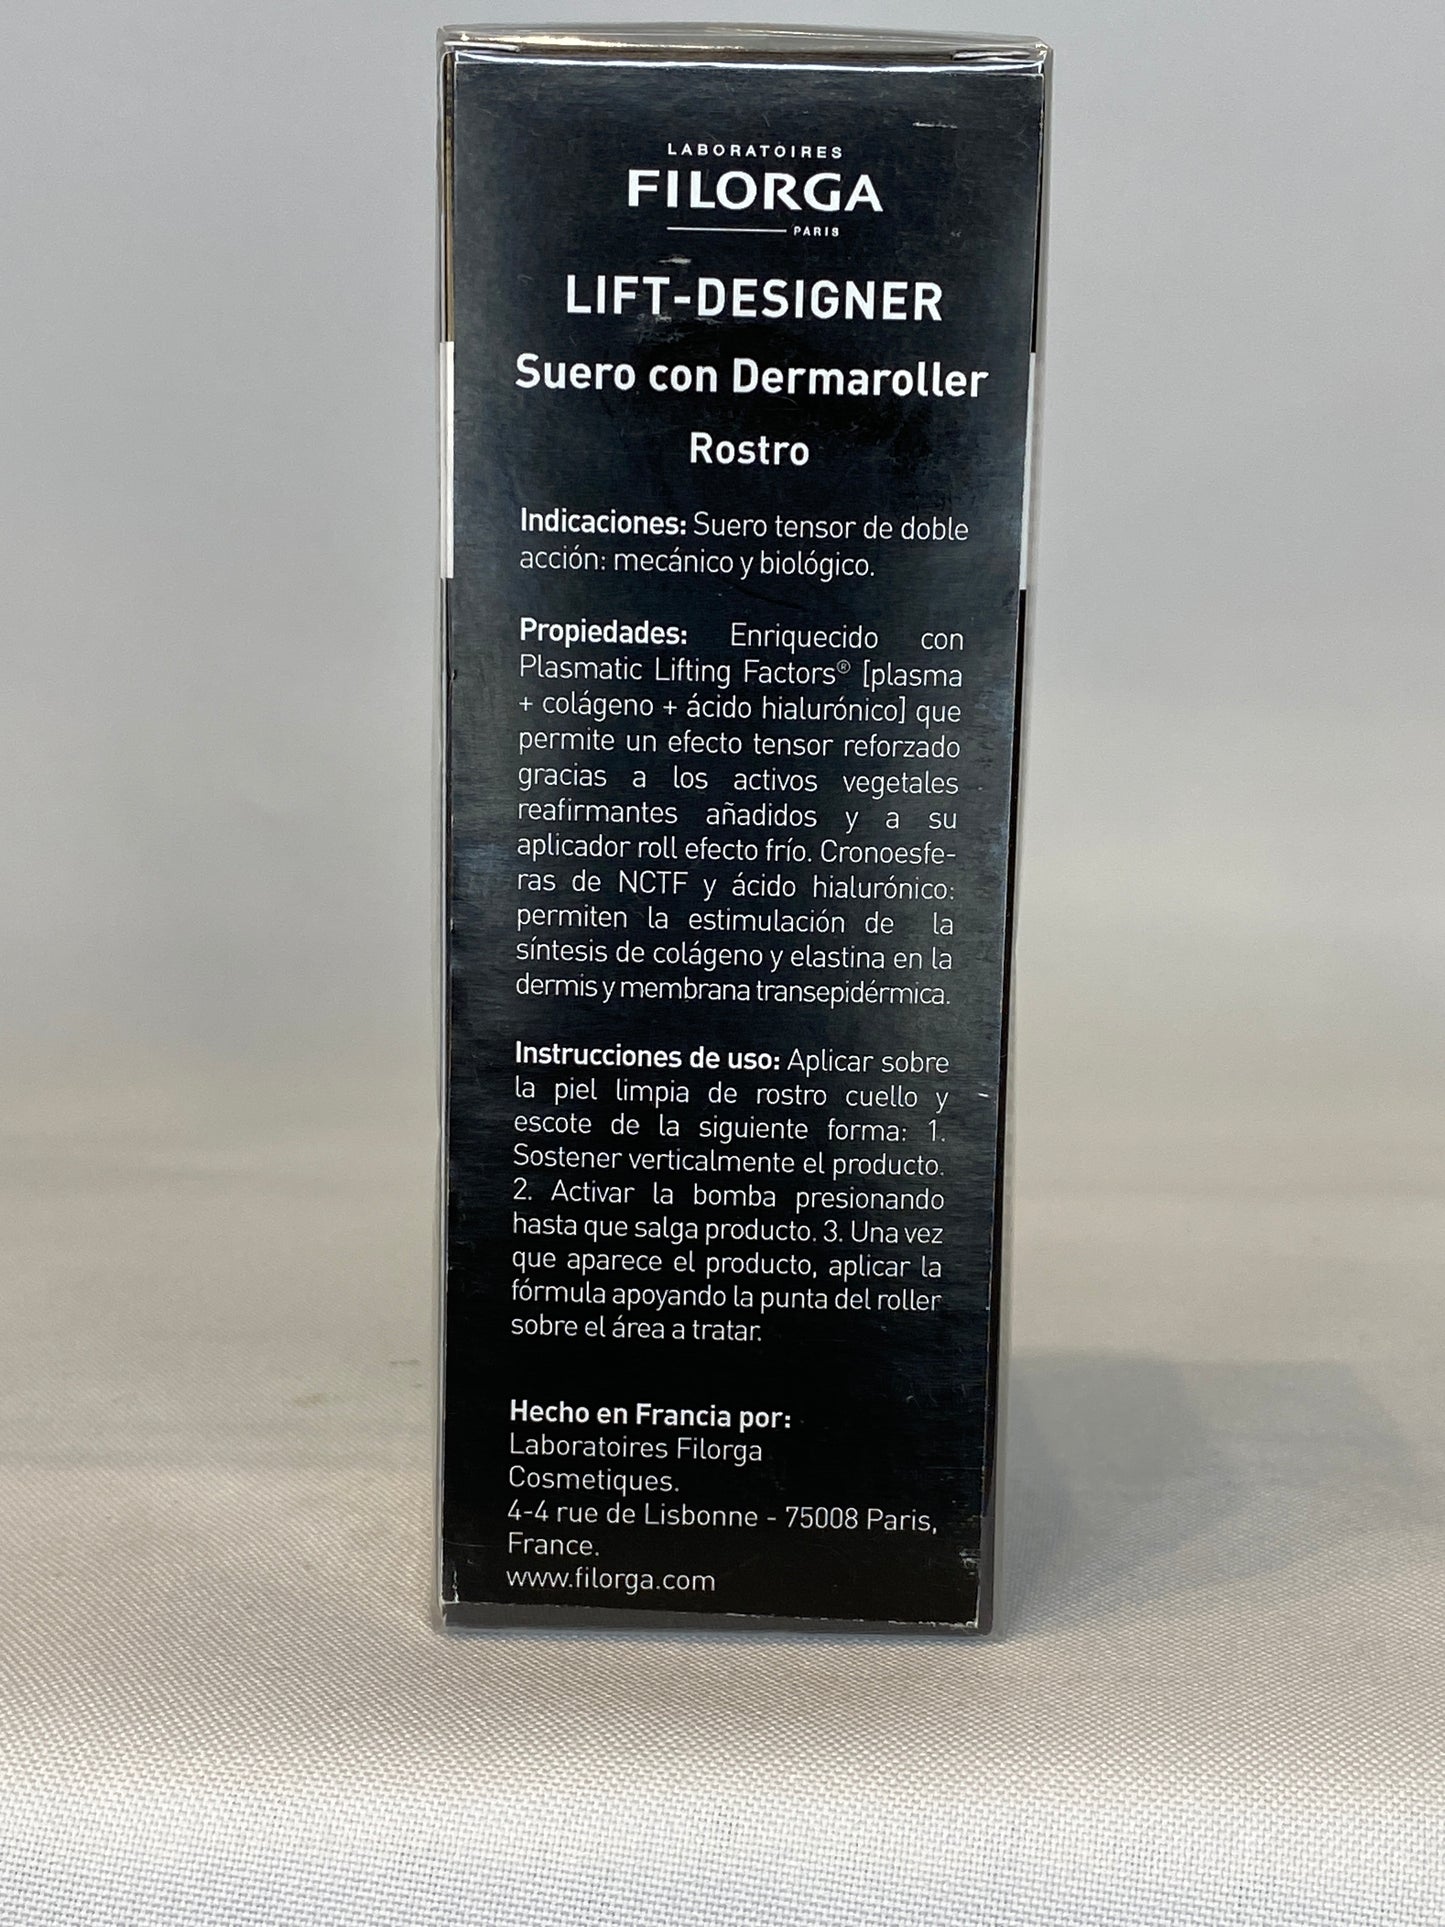 LABORATOIRES
FILORGA
PARIS
LIFT-DESIGNER
Suero con Dermaroller
Rostro
Indicaciones: Suero tensor de doble
acción: mecánico y biológico.
Propiedades: Enriquecido con
Plasmatic Lifting Factors® [plasma
+ colágeno + ácido hialurónico] que
permite un efecto tensor reforzado
gracias a los activos vegetales
reafirmantes añadidos y a su
aplicador roll efecto frío. Cronoesfe-
ras de NCTF y ácido hialurónico:
permiten la estimulación de la
síntesis de colágeno y elastina en la
dermis y membrana transepidérmica.
Instrucciones de uso: Aplicar sobre
la piel limpia de rostro cuello y
escote de la siguiente forma: 1.
Sostener verticalmente el producto.
2. Activar la bomba presionando
hasta que salga producto. 3. Una vez
que aparece el producto, aplicar la
fórmula apoyando la punta del roller
sobre el área a tratar.
Hecho en Francia por:
Laboratoires Filorga
Cosmetiques.
4-4 rue de Lisbonne - 75008 Paris,
France.
www.filorga.com